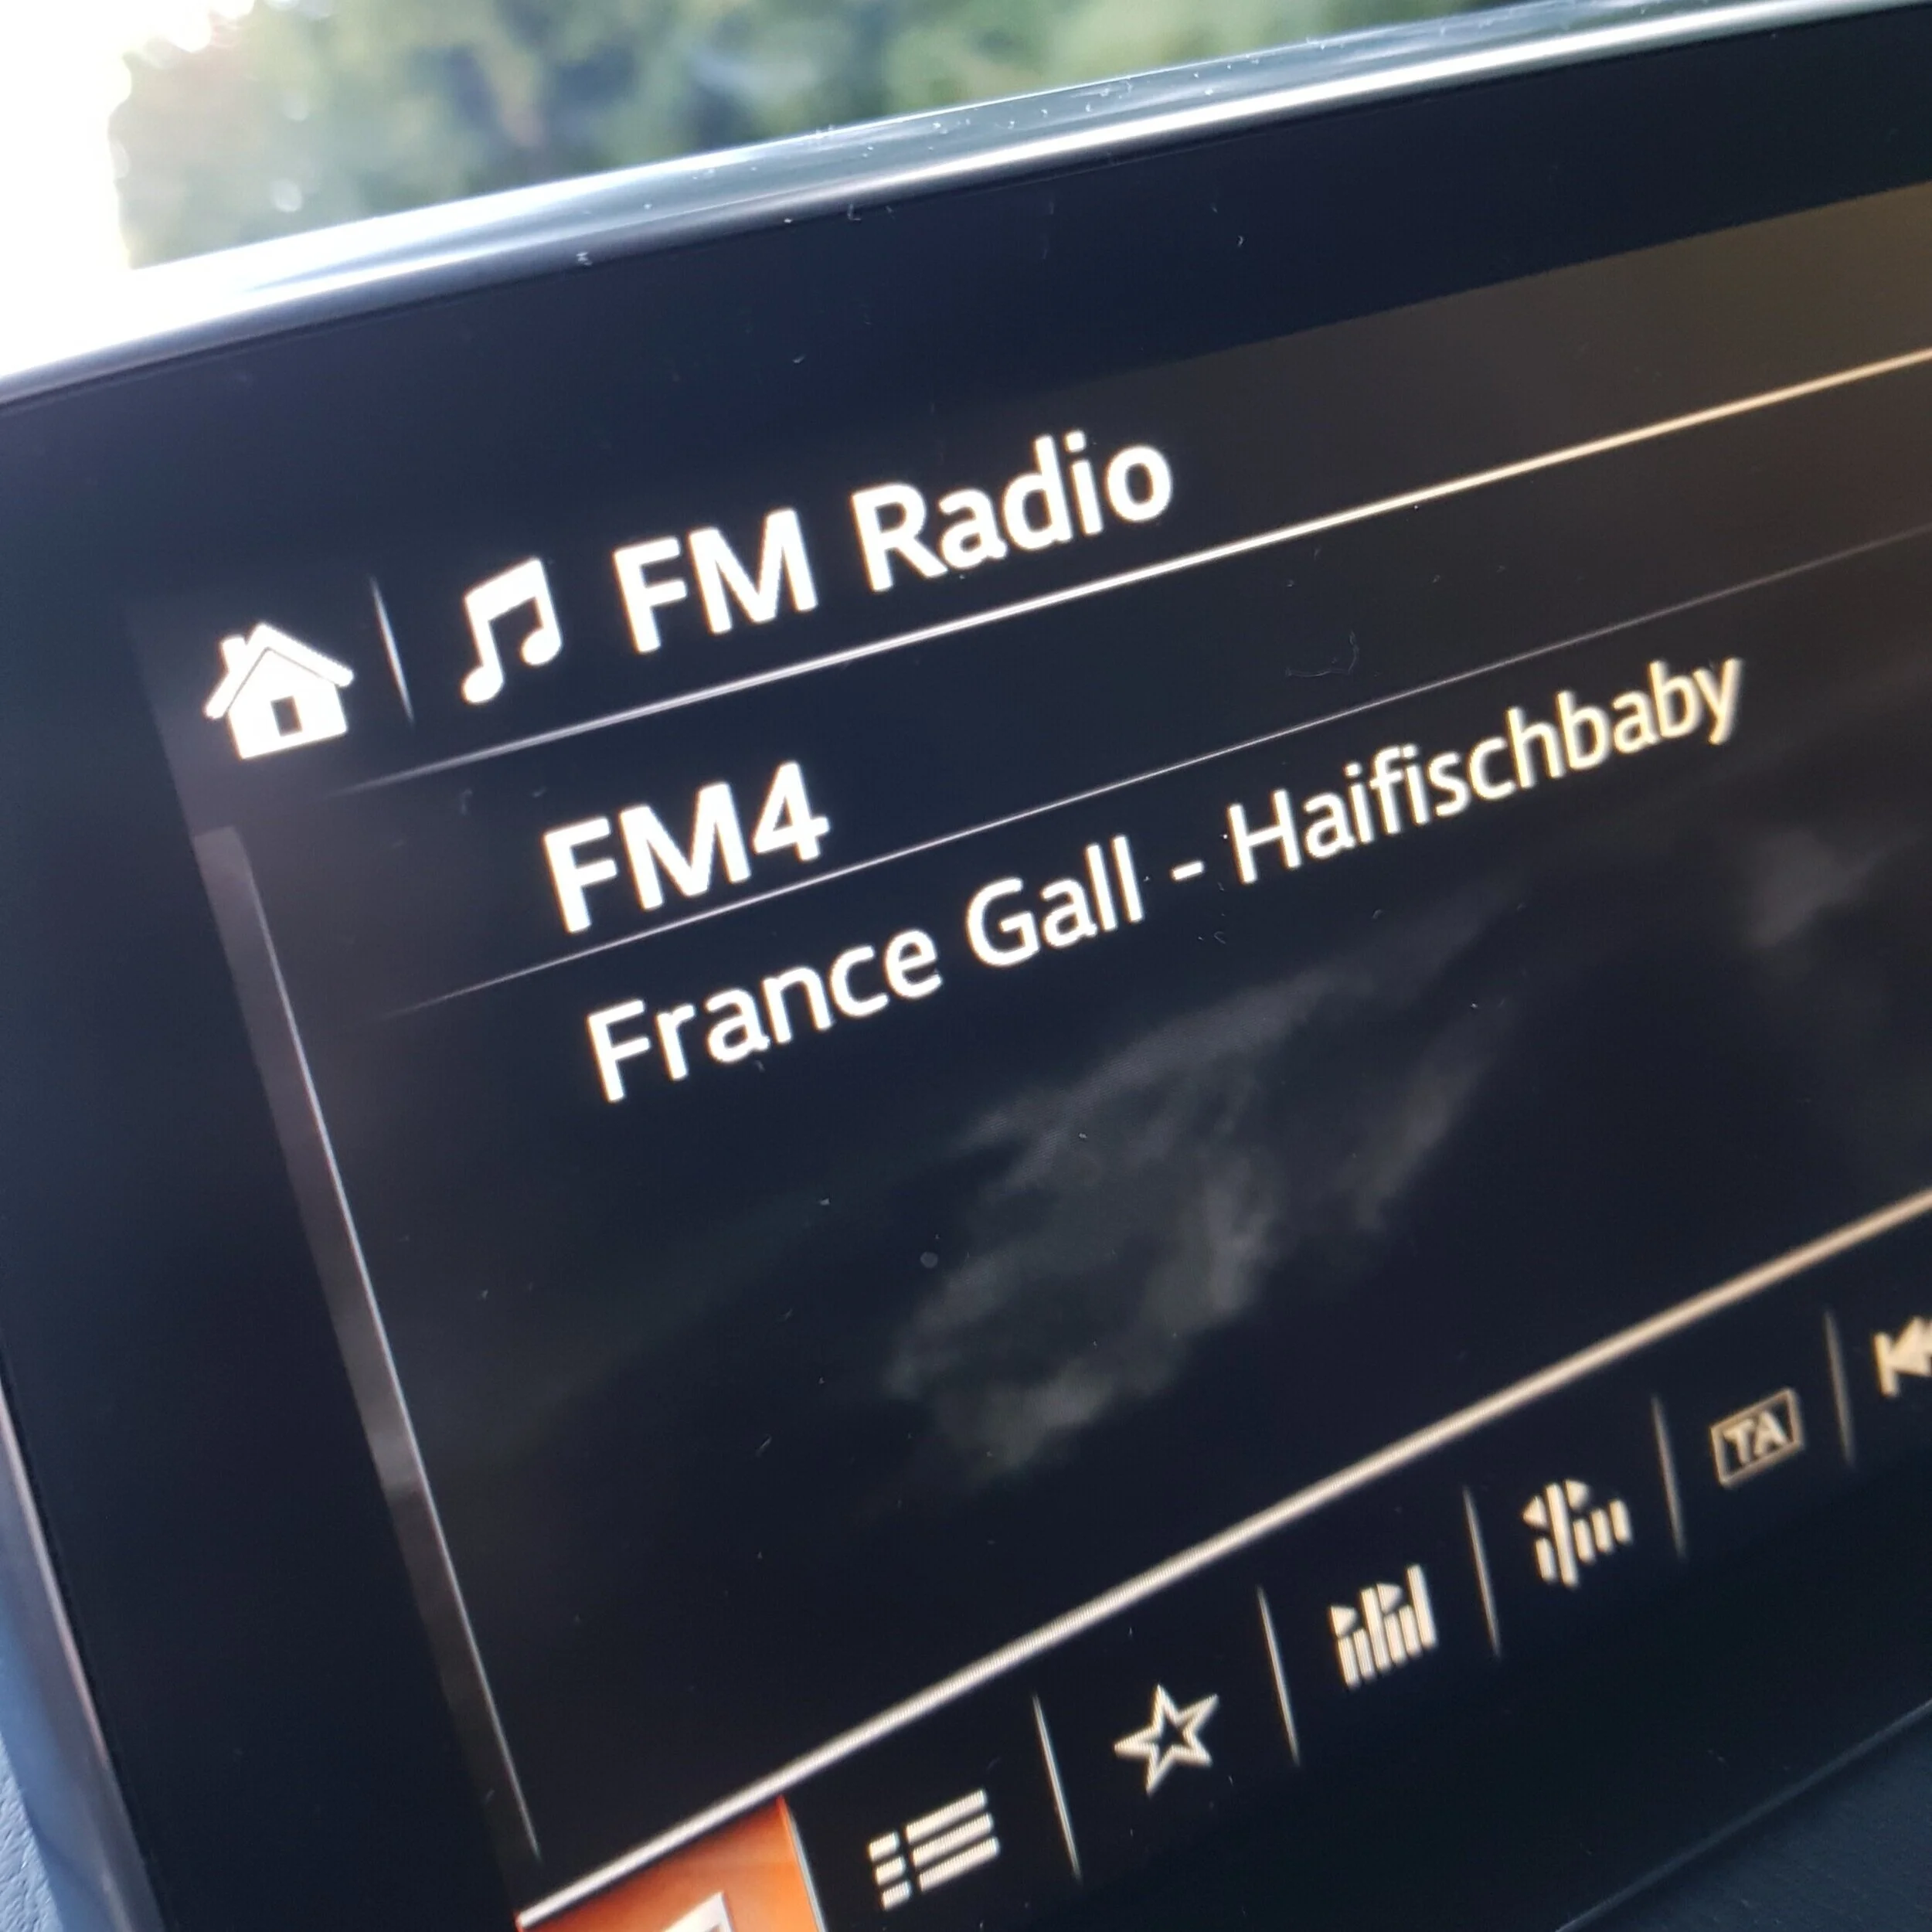 FM Radio
FM4
France Gall - Haifischbaby
TA